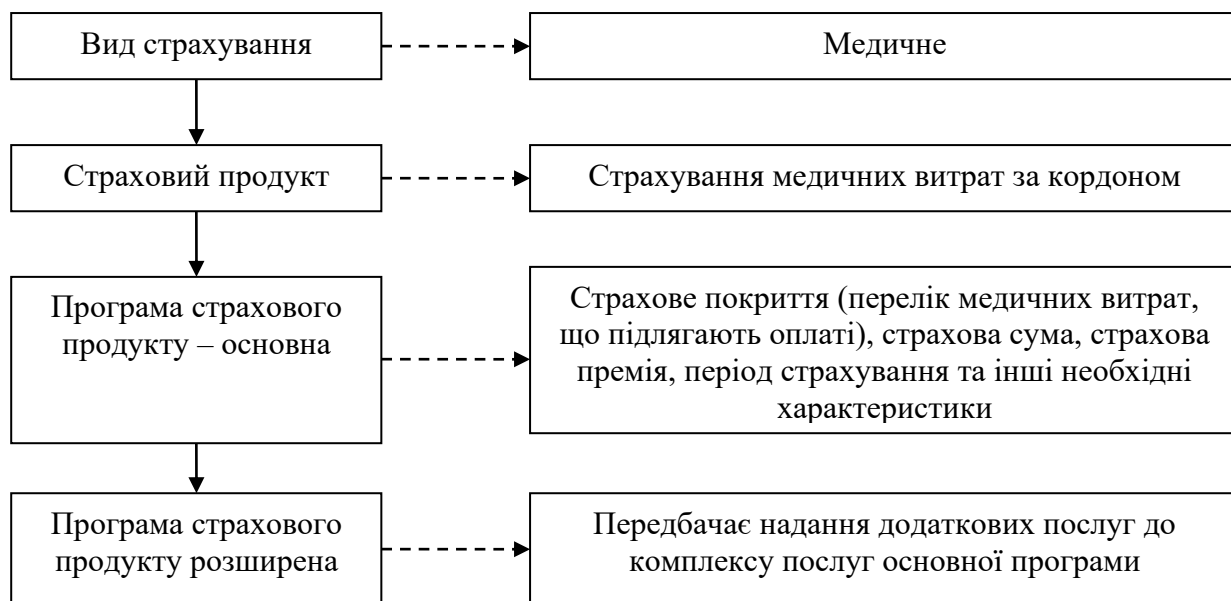 Вид страхування
Медичне
Страховий продукт
Страхування медичних витрат за кордоном
Програма страхового
продукту – основна
Страхове покриття (перелік медичних витрат,
що підлягають оплаті), страхова сума, страхова
премія, період страхування та інші необхідні
характеристики
Програма страхового
продукту розширена
Передбачає надання додаткових послуг до
комплексу послуг основної програми